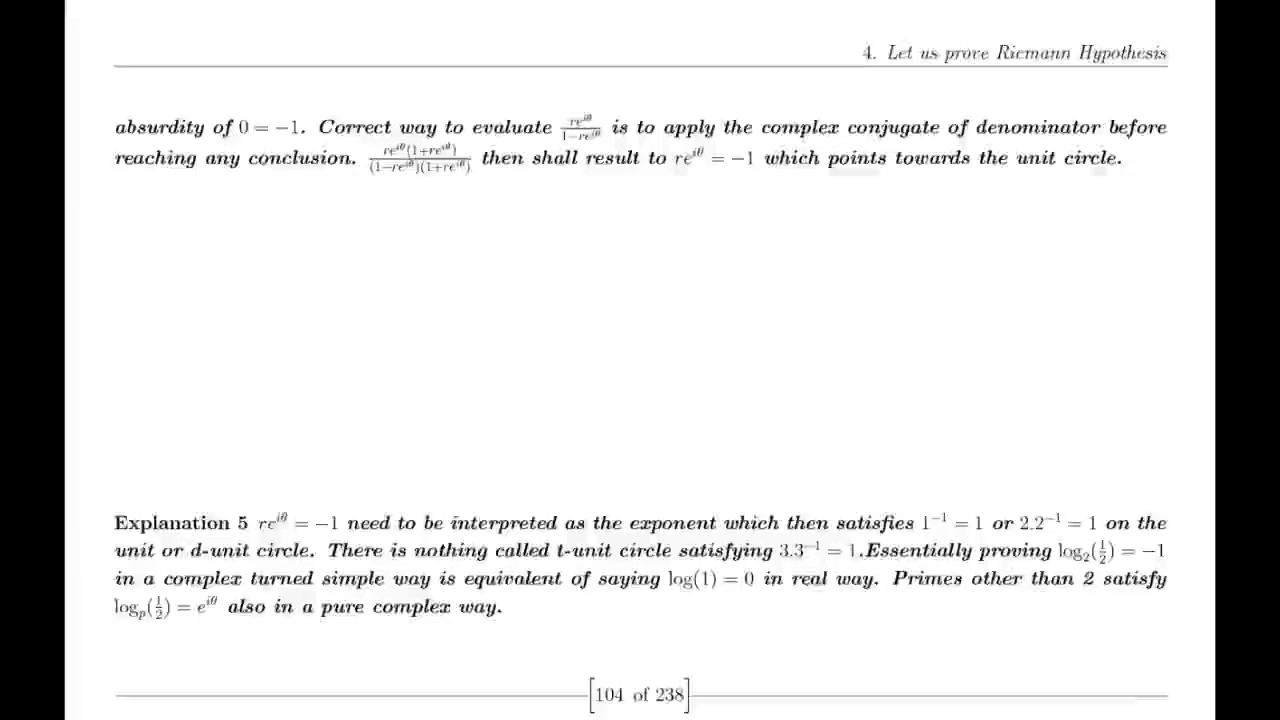 4. Let us prove Riemann Hypothesis
absurdity of 0 = −1. Correct way to evaluate \frac{re^{iθ}}{1−re^{iθ}} is to apply the complex conjugate of denominator before
reaching any conclusion. \frac{re^{iθ}(1+re^{iθ})}{(1−re^{iθ})(1+re^{iθ})} then shall result to re^{iθ} = −1 which points towards the unit circle.
Explanation 5 re^{iθ} = −1 need to be interpreted as the exponent which then satisfies 1^{−1} = 1 or 2.2^{−1} = 1 on the
unit or d-unit circle. There is nothing called t-unit circle satisfying 3.3^{−1} = 1.Essentially proving log_2(\frac{1}{2}) = −1
in a complex turned simple way is equivalent of saying log(1) = 0 in real way. Primes other than 2 satisfy
log_p(\frac{1}{2}) = e^{iθ} also in a pure complex way.
[104 of 238]